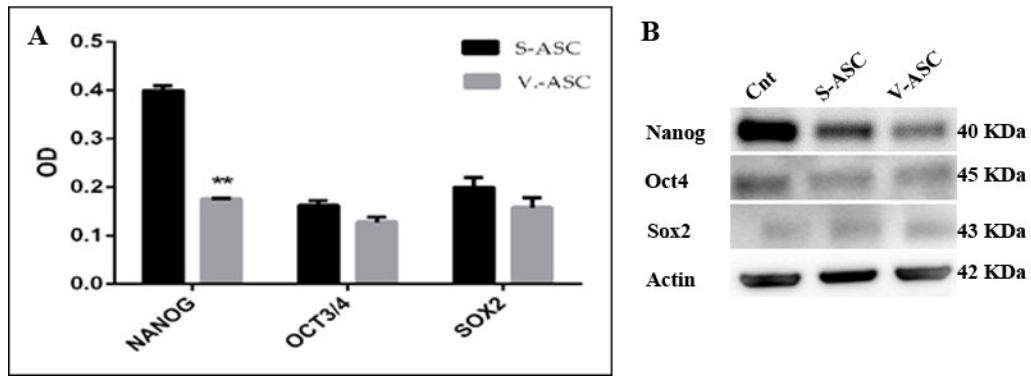 A
OD
0.5
0.4
0.3
0.2
0.1
0.0
**
S-ASC
V.-ASC
NANOG
OCT3/4
SOX2
B
Cnt
S-ASC
V-ASC
Nanog
40 KDa
Oct4
45 KDa
Sox2
43 KDa
Actin
42 KDa